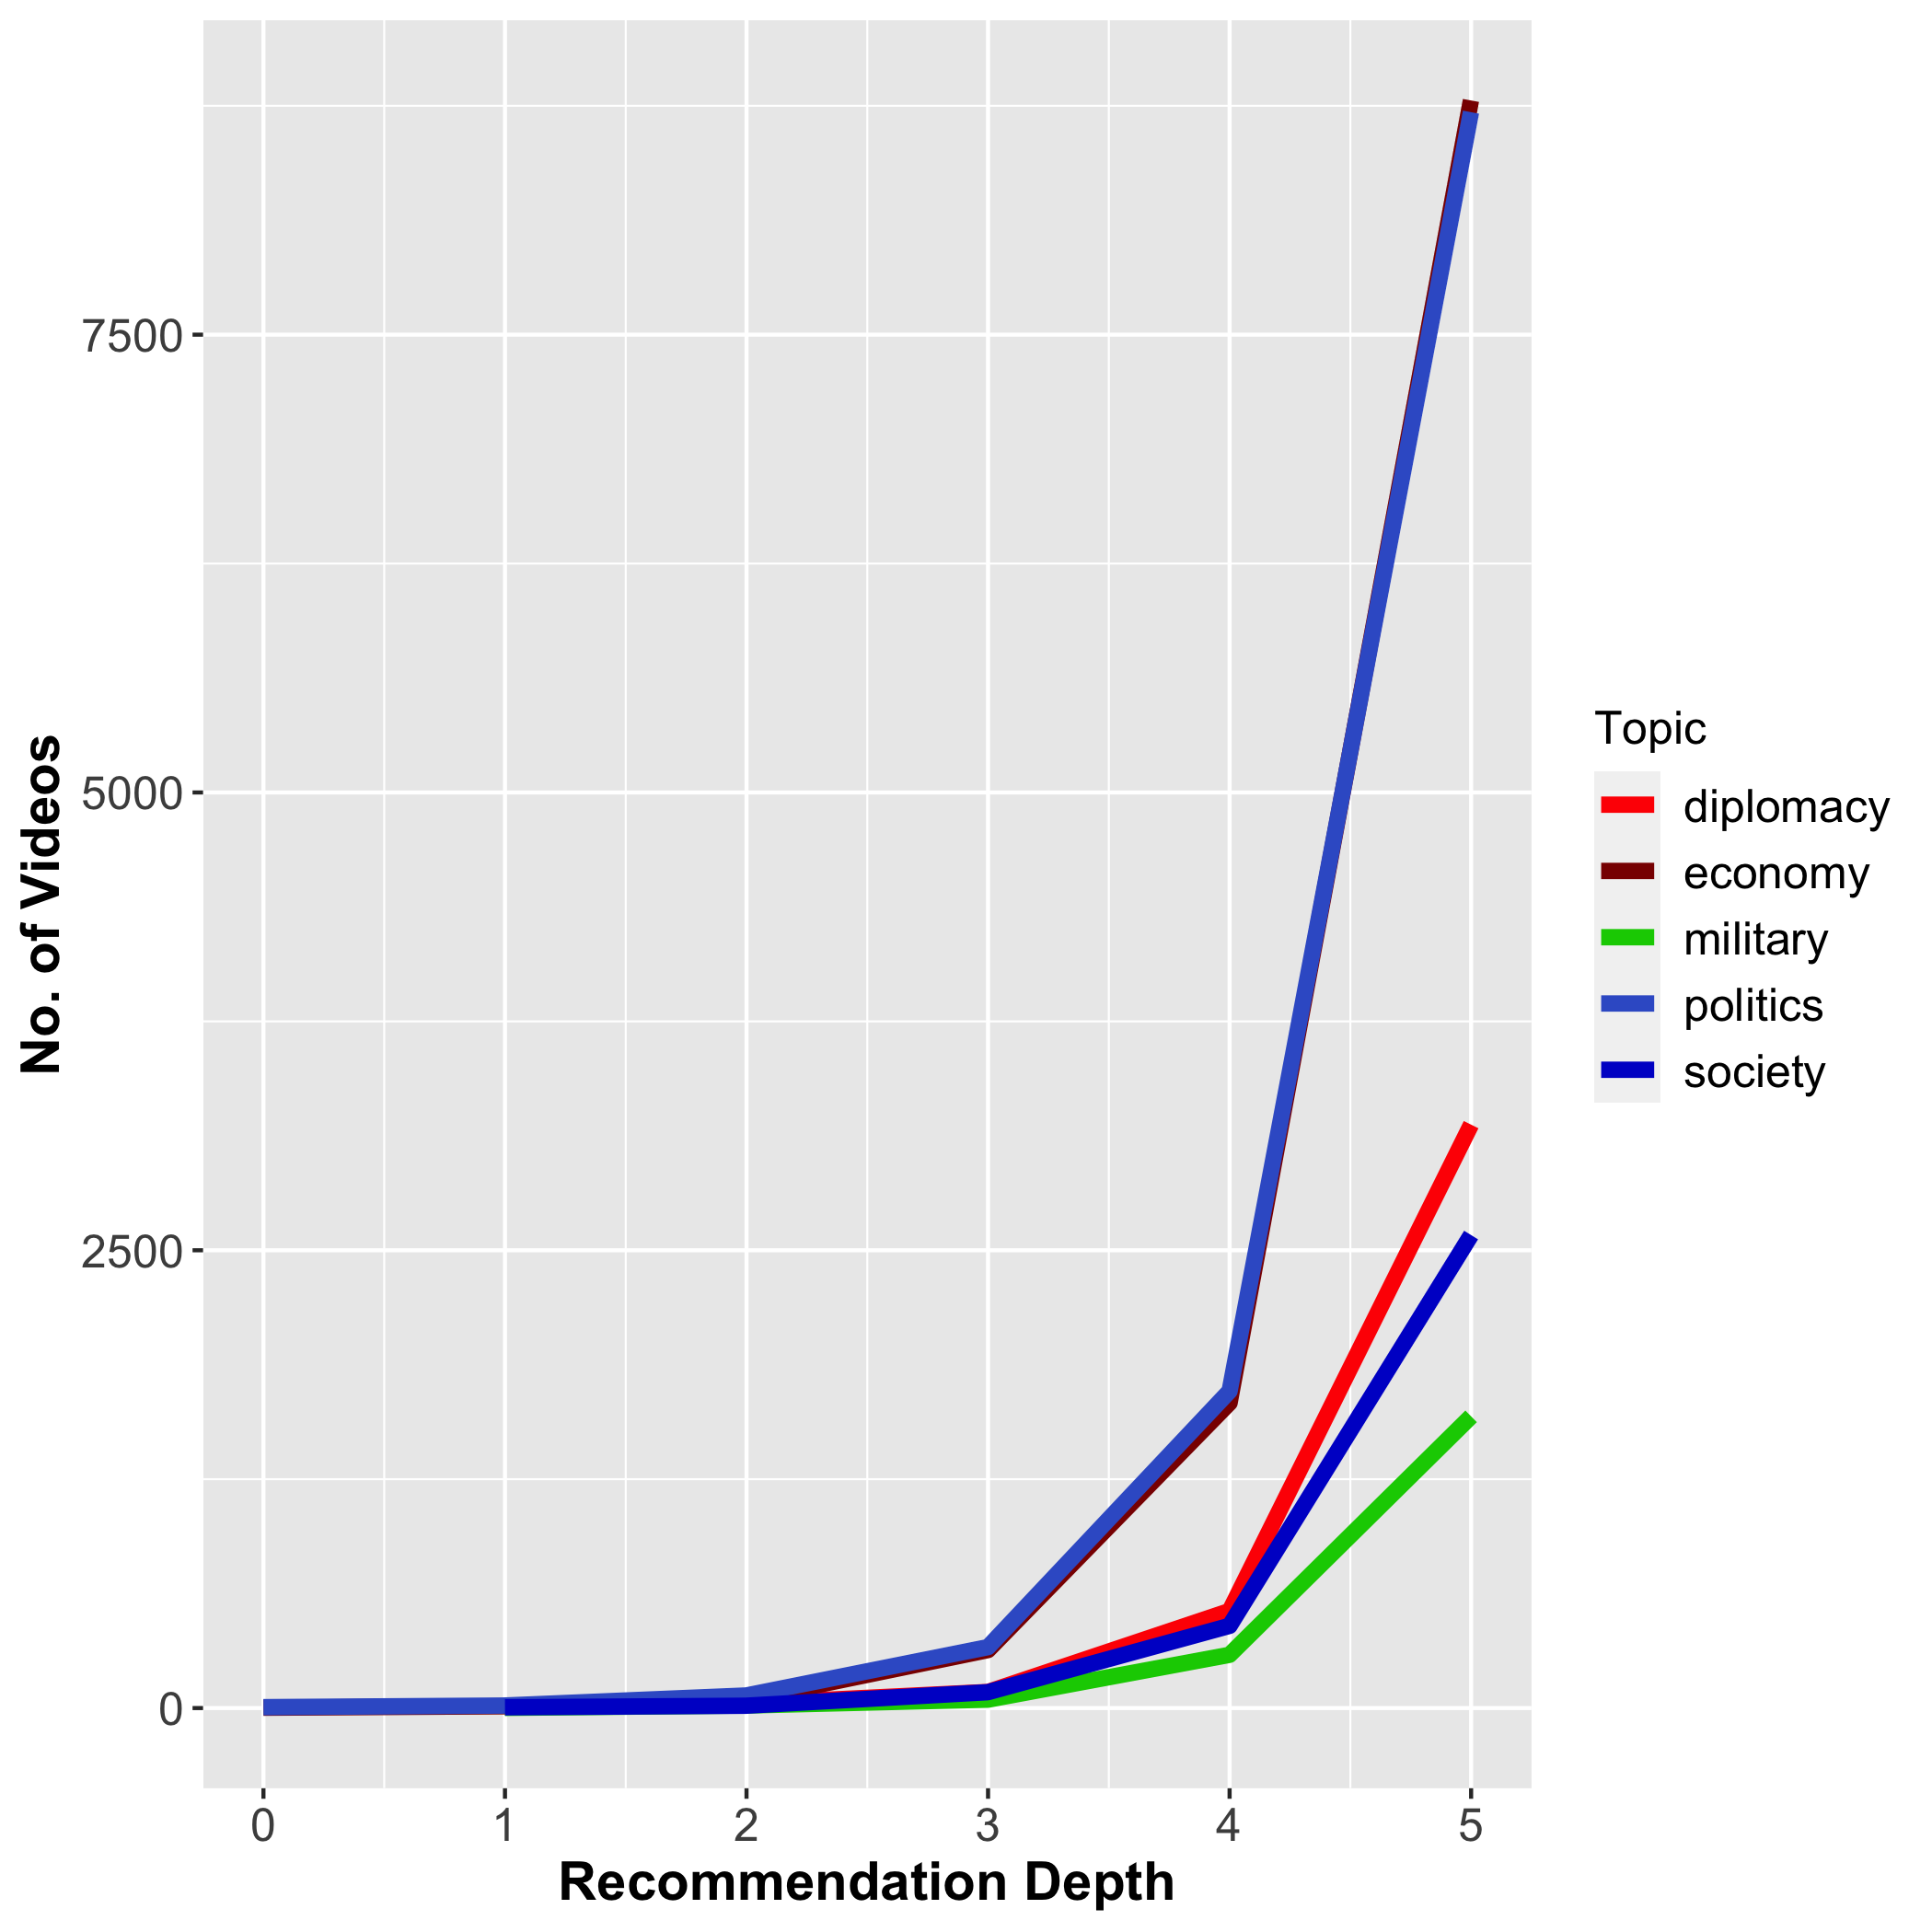 No. of Videos
7500
5000
2500
0
0 1 2 3 4 5
Recommendation Depth
Topic
diplomacy
economy
military
politics
society